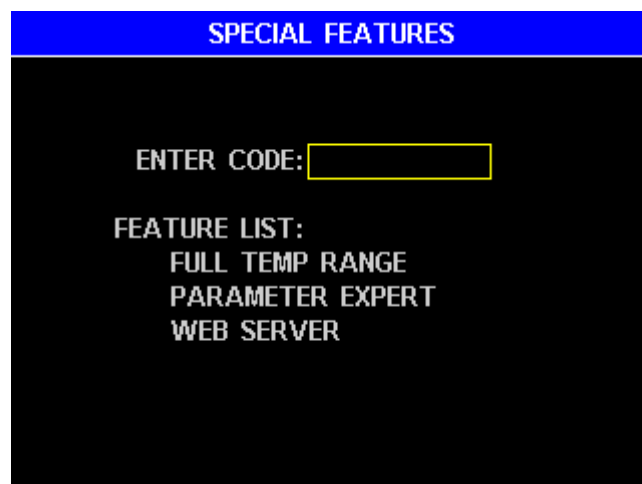 SPECIAL FEATURES
ENTER CODE:
FEATURE LIST:
FULL TEMP RANGE
PARAMETER EXPERT
WEB SERVER